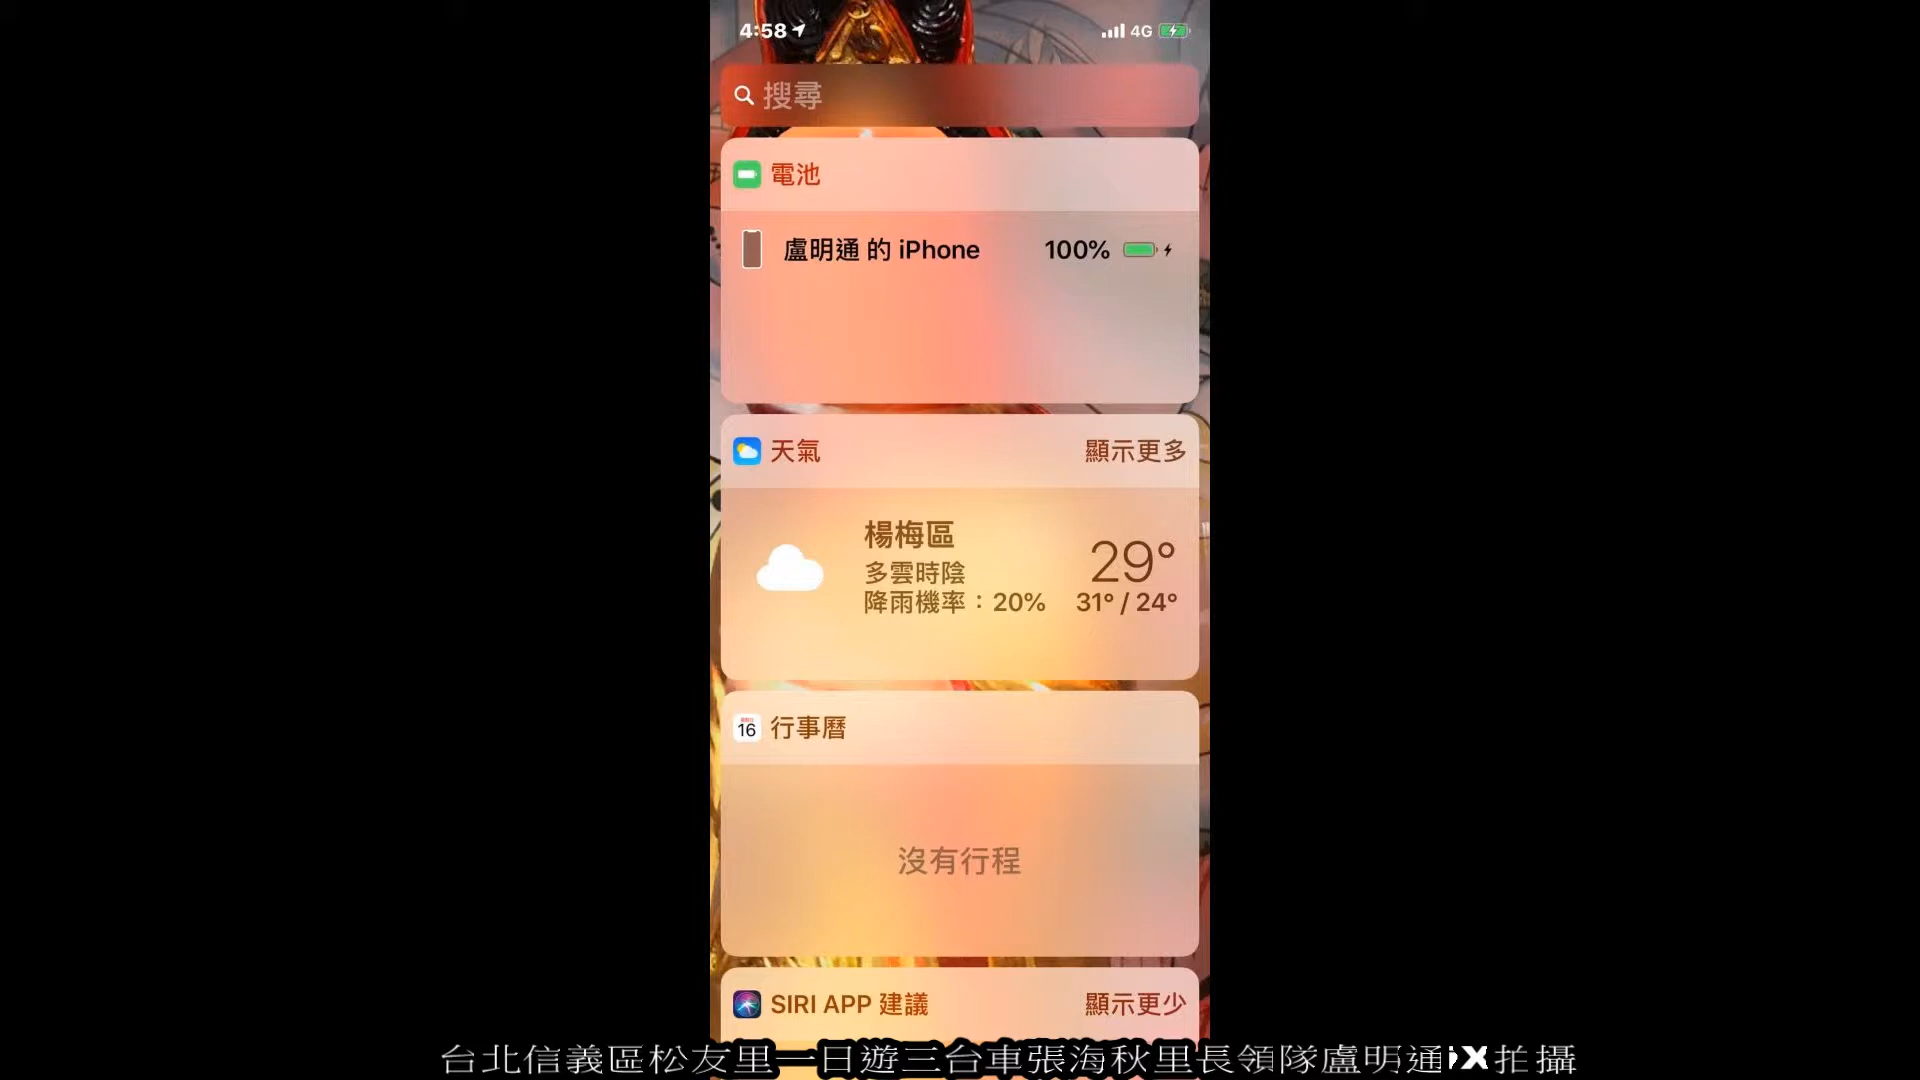 4:58
4G
搜尋
電池
盧明通 的 iPhone 100%
天氣 顯示更多
楊梅區
29°
多雲時陰
降雨機率：20% 31° / 24°
16 行事曆
沒有行程
SIRI APP 建議 顯示更少
台北信義區松友里一日遊三台車張海秋里長領隊盧明通iX拍攝